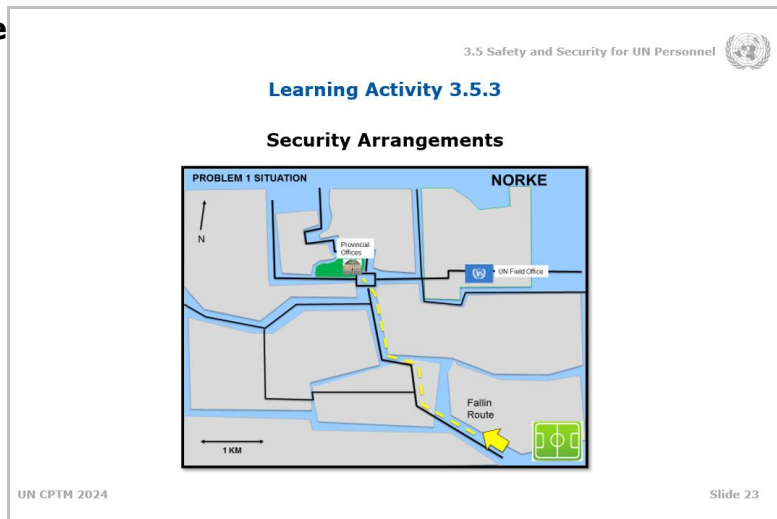 e
3.5 Safety and Security for UN Personnel
Learning Activity 3.5.3
Security Arrangements
PROBLEM 1 SITUATION
NORKE
N
Provincial
Offices
UN Field Office
Fallin
Route
1 KM
UN CPTM 2024
Slide 23